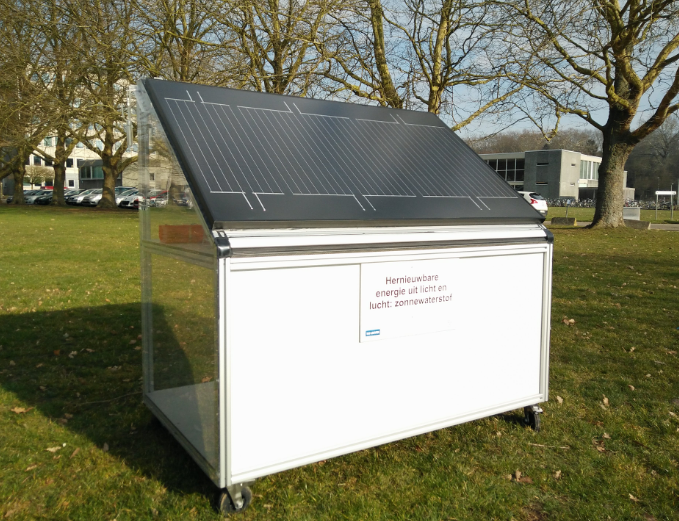 Hernieuwbare
energie uit licht en
lucht: zonnewaterstof